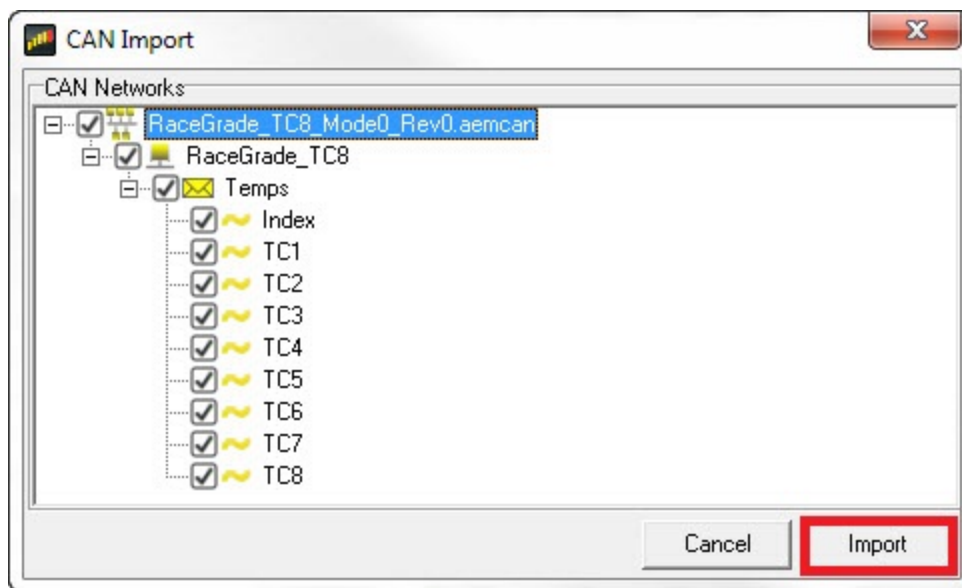 CAN Import
CAN Networks
RaceGrade_TC8_Mode0_Rev0.aemcan
RaceGrade_TC8
Temps
Index
TC1
TC2
TC3
TC4
TC5
TC6
TC7
TC8
Cancel Import